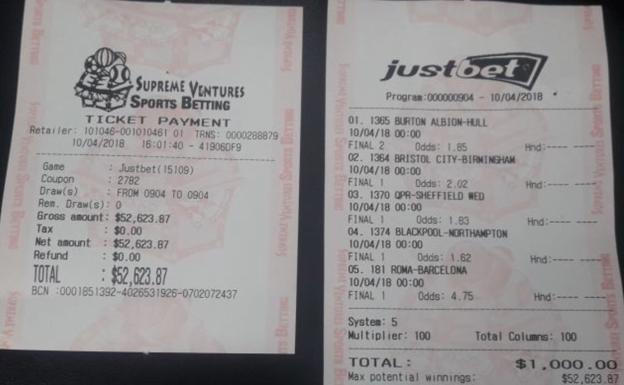 SUPREME VENTURES
SPORTS BETTING
TICKET PAYMENT
Retailer: 101046-001010461 01 TRNS: 0000288879
10/04/2018 16:01:40 - 41906DF9
Game : Justbet(15109)
Coupon : 2782
Draw(s) : FROM 0904 TO 0904
Rem. Draw(s): 0
Gross amount: $52,623.87
Tax : $0.00
Net amount : $52,623.87
Refund : $0.00
TOTAL : $52,623.87
BCN :0001851392-4026531926-0702072437
justbet
Program:000000904 - 10/04/2018
01. 1365 BURTON ALBION-HULL
10/04/18 00:00
FINAL 2 Odds: 1.85 Hnd:---- ----
02. 1364 BRISTOL CITY-BIRMINGHAM
10/04/18 00:00
FINAL 1 Odds: 2.02 Hnd:---- ----
03. 1370 QPR-SHEFFIELD WED
10/04/18 00:00
FINAL 1 Odds: 1.83 Hnd:---- ----
04. 1374 BLACKPOOL-NORTHAMPTON
10/04/18 00:00
FINAL 1 Odds: 1.62 Hnd:---- ----
05. 181 ROMA-BARCELONA
10/04/18 00:00
FINAL 1 Odds: 4.75 Hnd:---- ----
System: 5
Multiplier: 100 Total Columns: 100
TOTAL: $1,000.00
Max potential winnings: $52,623.87